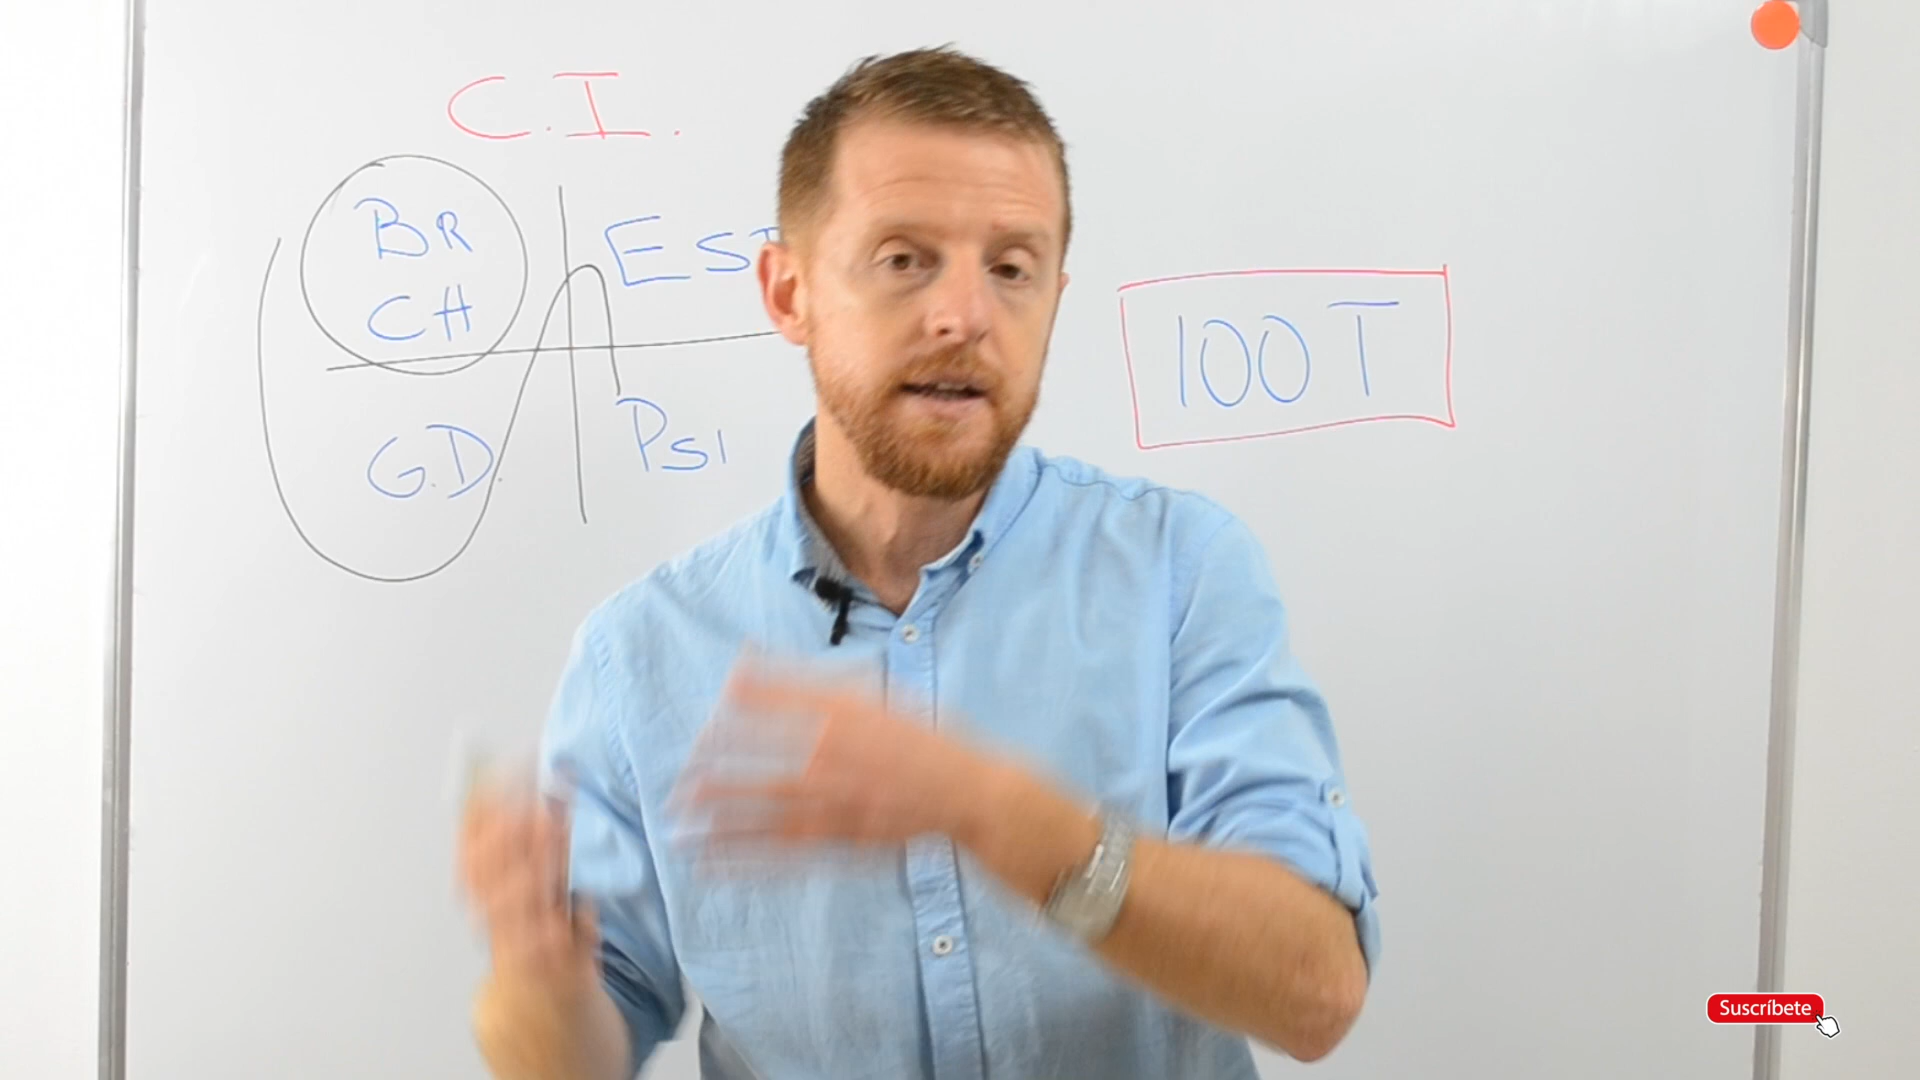 C.I.
BR
CH
G.D.
Psi
100T
Suscríbete